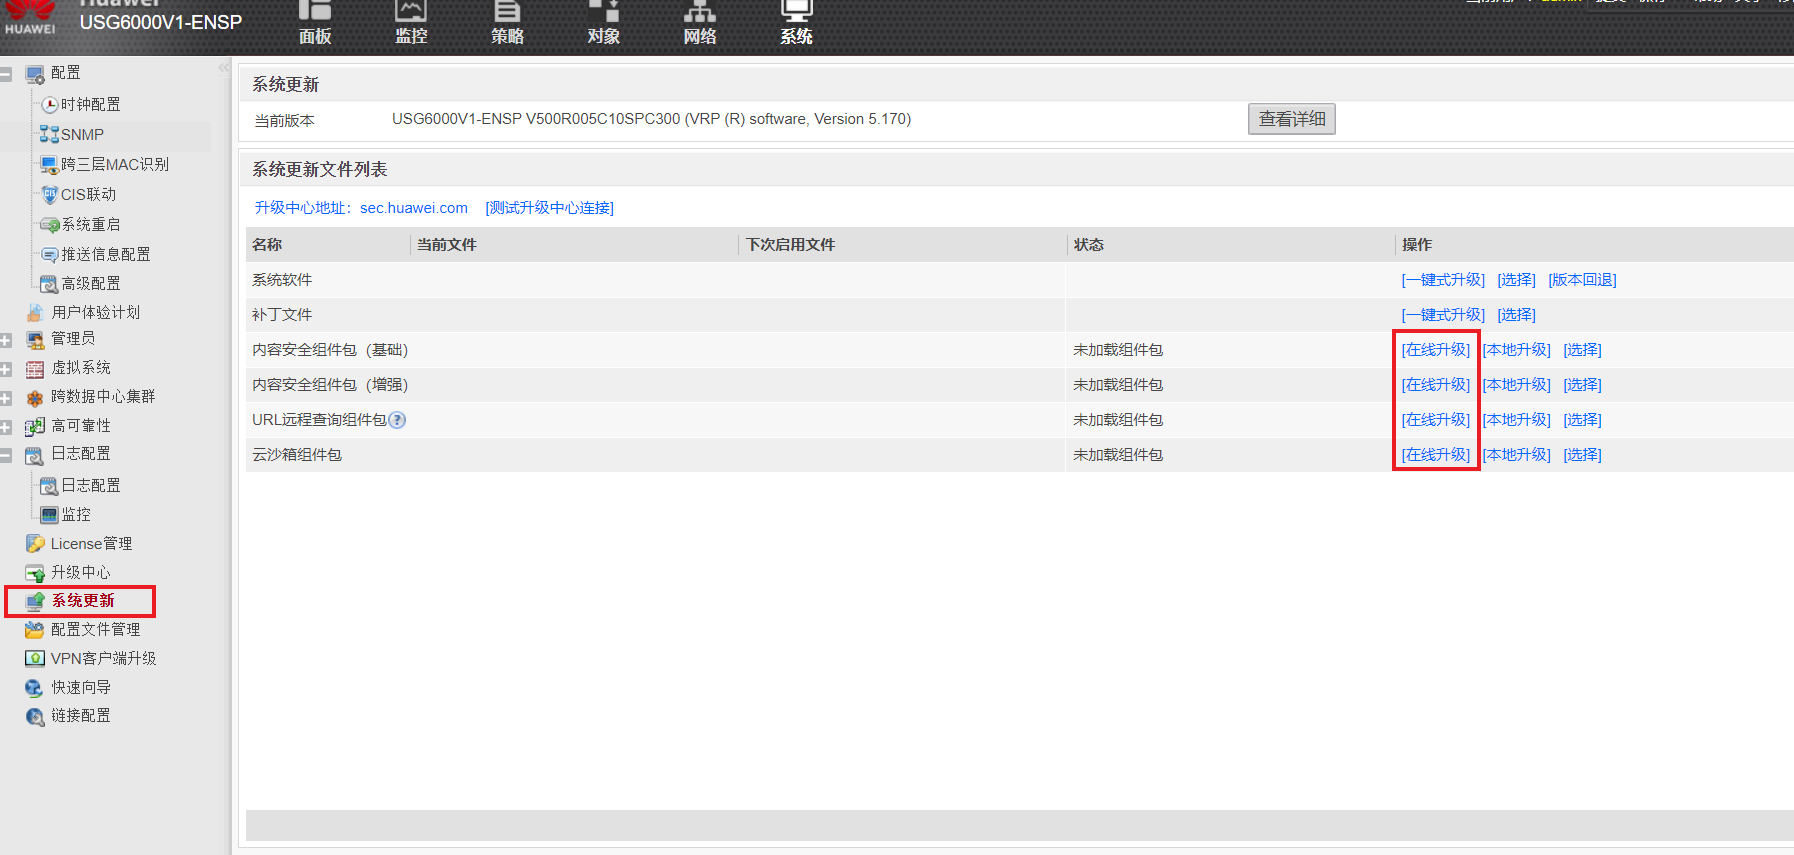 Huawei
HUAWEI
USG6000V1-ENSP
面板
监控
策略
对象
网络
系统
admin
配置
时钟配置
SNMP
跨三层MAC识别
CIS联动
系统重启
推送信息配置
高级配置
用户体验计划
管理员
虚拟系统
跨数据中心集群
高可靠性
日志配置
日志配置
监控
License管理
升级中心
系统更新
配置文件管理
VPN客户端升级
快速向导
链接配置
系统更新
当前版本 USG6000V1-ENSP V500R005C10SPC300 (VRP (R) software, Version 5.170) 查看详细
系统更新文件列表
升级中心地址：sec.huawei.com [测试升级中心连接]
名称 当前文件 下次启用文件 状态 操作
系统软件 [一键式升级] [选择] [版本回退]
补丁文件 [一键式升级] [选择]
内容安全组件包（基础） 未加载组件包 [在线升级] [本地升级] [选择]
内容安全组件包（增强） 未加载组件包 [在线升级] [本地升级] [选择]
URL远程查询组件包 ? 未加载组件包 [在线升级] [本地升级] [选择]
云沙箱组件包 未加载组件包 [在线升级] [本地升级] [选择]